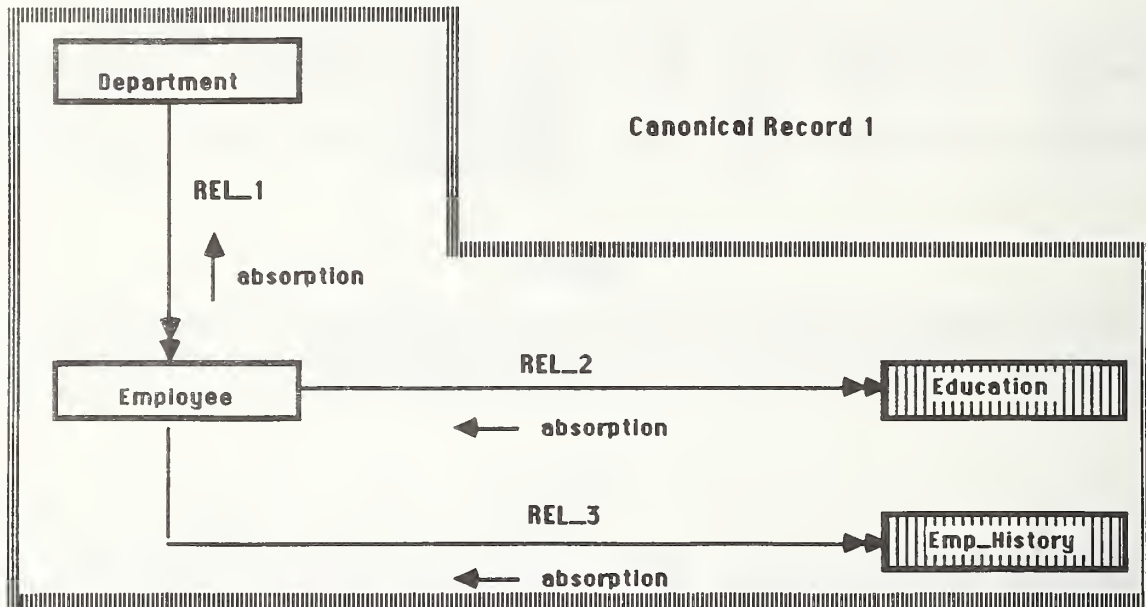 Department
Canonical Record 1
REL_1
absorption
REL_2
Employee
Education
absorption
REL_3
Emp_History
absorption